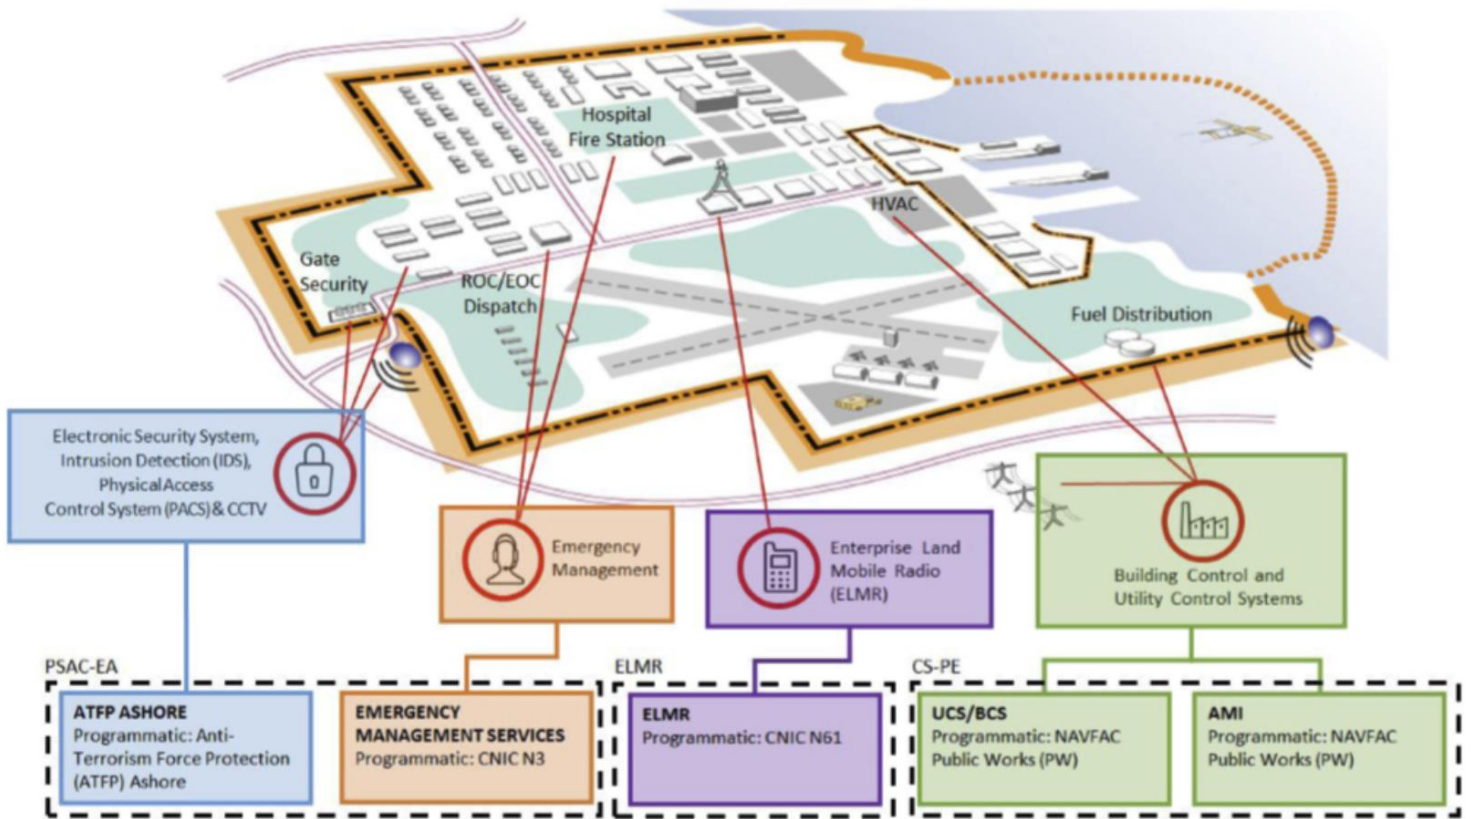 Hospital
Fire Station
HVAC
Gate
Security
ROC/EOC
Dispatch
Fuel Distribution
Electronic Security System,
Intrusion Detection (IDS),
Physical Access
Control System (PACS) & CCTV
Emergency
Management
Enterprise Land
Mobile Radio
(ELMR)
Building Control and
Utility Control Systems
PSAC-EA
ELMR
CS-PE
ATFP ASHORE
Programmatic: Anti-
Terrorism Force Protection
(ATFP) Ashore
EMERGENCY
MANAGEMENT SERVICES
Programmatic: CNIC N3
ELMR
Programmatic: CNIC N61
UCS/BCS
Programmatic: NAVFAC
Public Works (PW)
AMI
Programmatic: NAVFAC
Public Works (PW)